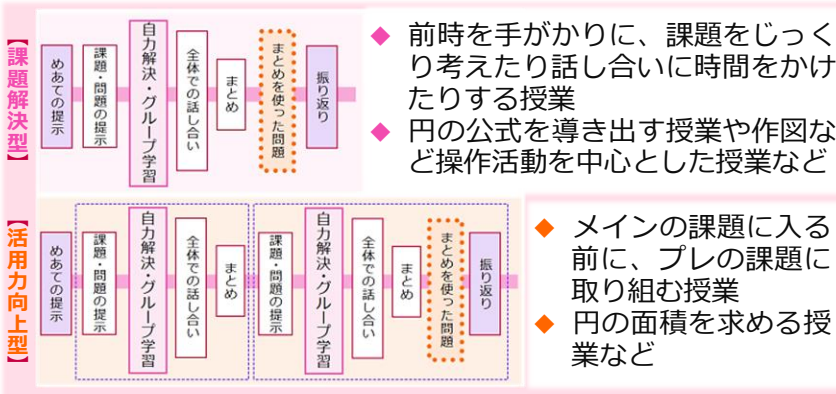 【課題解決型】
めあての提示
課題・問題の提示
自力解決・グループ学習
全体での話し合い
まとめ
まとめを使った問題
振り返り
◆ 前時を手がかりに、課題をじっく
り考えたり話し合いに時間をかけ
たりする授業
◆ 円の公式を導き出す授業や作図な
ど操作活動を中心とした授業など
【活用力向上型】
めあての提示
課題・問題の提示
自力解決・グループ学習
全体での話し合い
まとめ
課題・問題の提示
自力解決・グループ学習
全体での話し合い
まとめ
まとめを使った問題
振り返り
◆ メインの課題に入る
前に、プレの課題に
取り組む授業
◆ 円の面積を求める授
業など